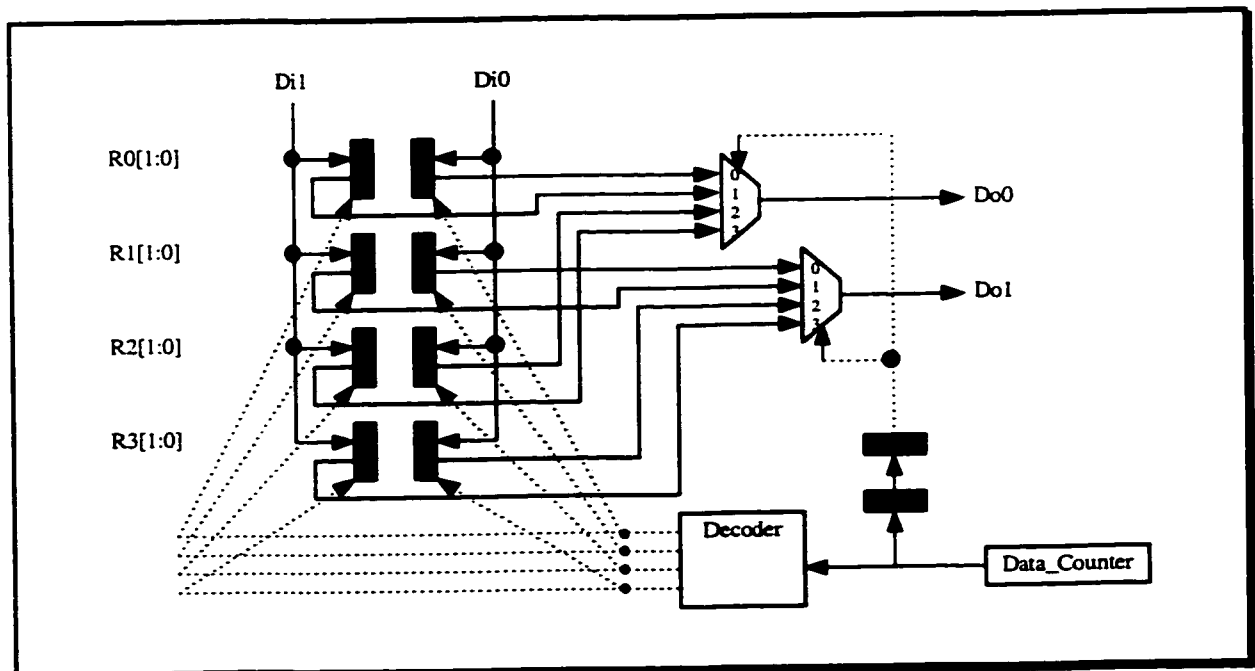 Di1 Di0
R0[1:0]
0
1
2
3
Do0
R1[1:0]
0
1
2
3
Do1
R2[1:0]
R3[1:0]
Decoder
Data_Counter